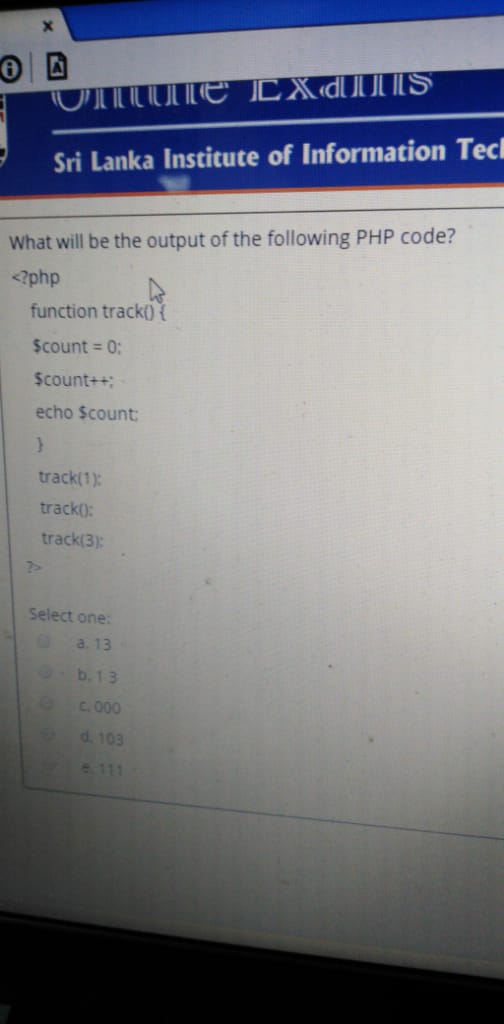 x
Online Exams
Sri Lanka Institute of Information
What will be the output of the following PHP code?
<?php
function track() {
$count = 0;
$count++;
echo $count;
}
track(1);
track();
track(3);
?>
Select one:
a. 13
b. 1 3
c. 000
d. 103
e. 111